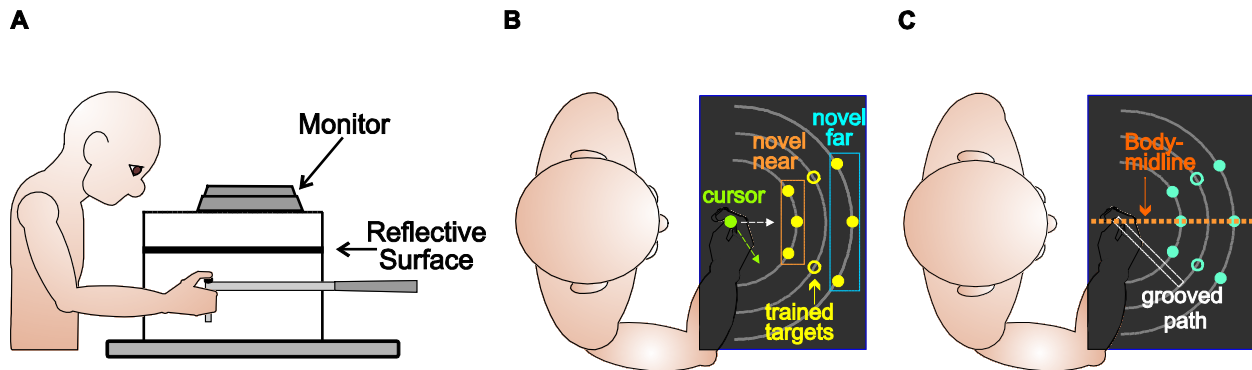 A
Monitor
Reflective
Surface
B
novel
far
novel
near
cursor
trained
targets
C
Body-
midline
grooved
path